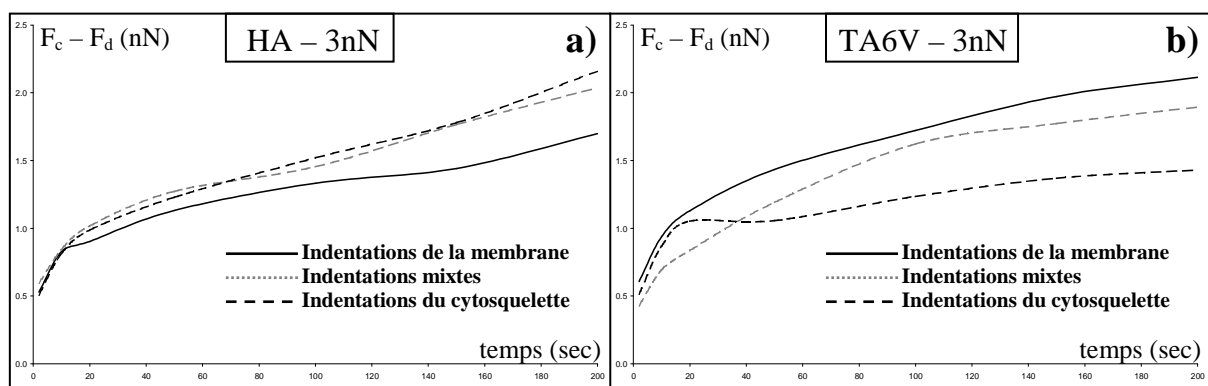 F_c – F_d (nN)
HA – 3nN
a)
2.5
2.0
1.5
1.0
0.5
0.0
Indentations de la membrane
Indentations mixtes
Indentations du cytosquelette
temps (sec)
0 20 40 60 80 100 120 140 160 180 200
F_c – F_d (nN)
TA6V – 3nN
b)
2.5
2.0
1.5
1.0
0.5
0.0
Indentations de la membrane
Indentations mixtes
Indentations du cytosquelette
temps (sec)
0 20 40 60 80 100 120 140 160 180 200